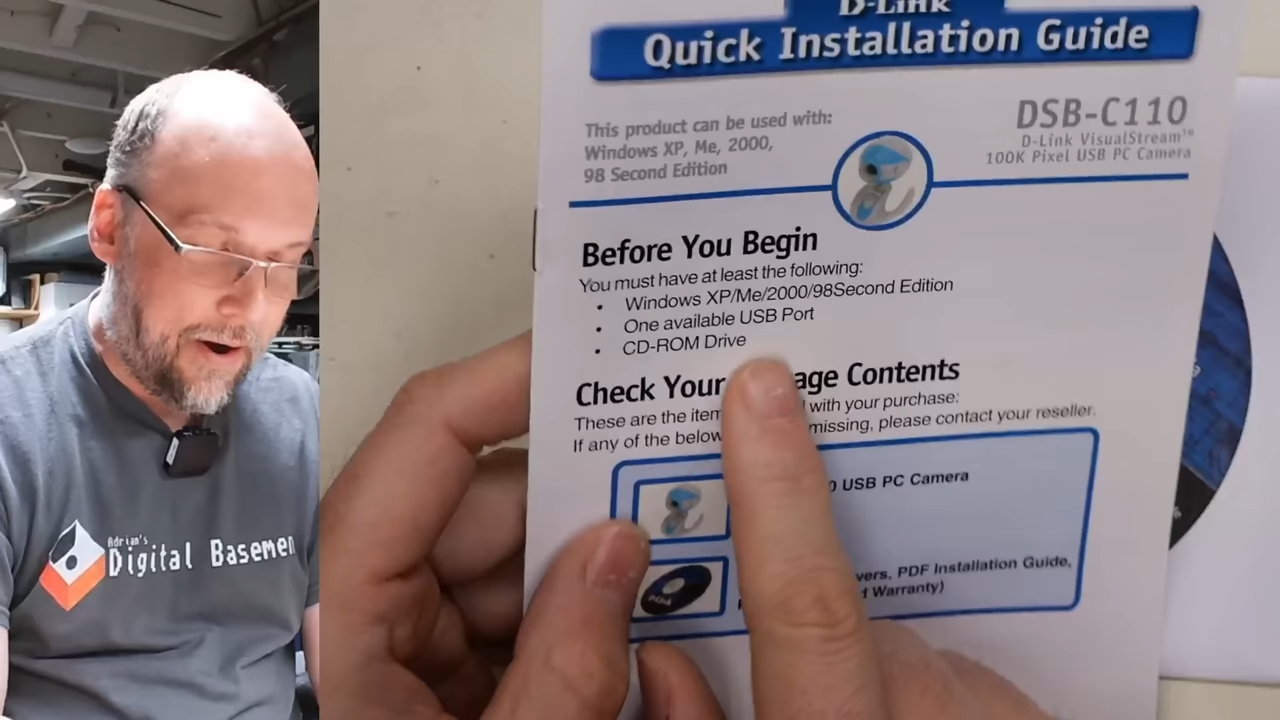 D-Link
Quick Installation Guide
This product can be used with:
Windows XP, Me, 2000,
98 Second Edition
DSB-C110
D-Link VisualStream™
100K Pixel USB PC Camera
Before You Begin
You must have at least the following:
• Windows XP/Me/2000/98Second Edition
• One available USB Port
• CD-ROM Drive
Check Your Contents
These are the with your purchase:
If any of the below missing, please contact your reseller.
USB PC Camera
PDF Installation Guide,
Warranty)
Adrian's
Digital Basemen